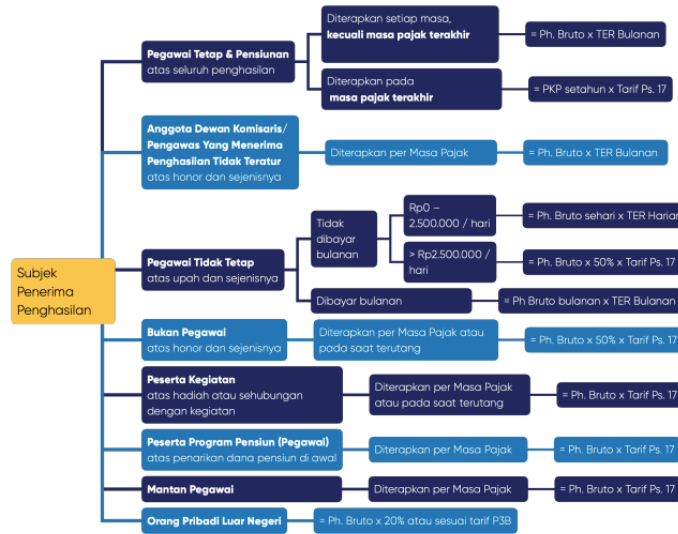 Subjek
Penerima
Penghasilan
Pegawai Tetap & Pensiunan
atas seluruh penghasilan
Diterapkan setiap masa,
kecuali masa pajak terakhir
= Ph. Bruto x TER Bulanan
Diterapkan pada
masa pajak terakhir
= PKP setahun x Tarif Ps. 17
Anggota Dewan Komisaris/
Pengawas Yang Menerima
Penghasilan Tidak Teratur
atas honor dan sejenisnya
Diterapkan per Masa Pajak
= Ph. Bruto x TER Bulanan
Pegawai Tidak Tetap
atas upah dan sejenisnya
Tidak
dibayar
bulanan
Rp0 –
2.500.000 / hari
= Ph. Bruto sehari x TER Harian
> Rp2.500.000 /
hari
= Ph. Bruto x 50% x Tarif Ps. 17
Dibayar bulanan
= Ph Bruto bulanan x TER Bulanan
Bukan Pegawai
atas honor dan sejenisnya
Diterapkan per Masa Pajak atau
pada saat terutang
= Ph. Bruto x 50% x Tarif Ps. 17
Peserta Kegiatan
atas hadiah atau sehubungan
dengan kegiatan
Diterapkan per Masa Pajak
atau pada saat terutang
= Ph. Bruto x Tarif Ps. 17
Peserta Program Pensiun (Pegawai)
atas penarikan dana pensiun di awal
Diterapkan per Masa Pajak
= Ph. Bruto x Tarif Ps. 17
Mantan Pegawai
Diterapkan per Masa Pajak
= Ph. Bruto x Tarif Ps. 17
Orang Pribadi Luar Negeri
= Ph. Bruto x 20% atau sesuai tarif P3B